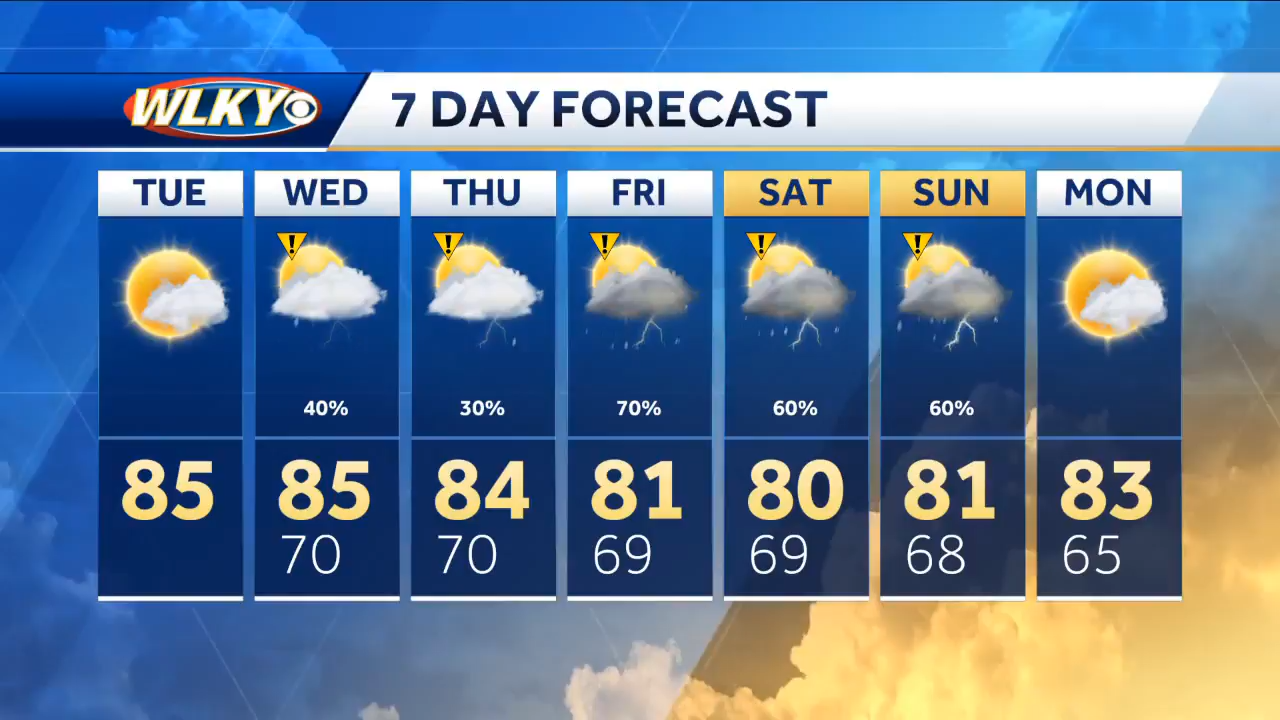 WLKY
7 DAY FORECAST
TUE WED THU FRI SAT SUN MON
! ! ! ! !
40% 30% 70% 60% 60%
85 85 84 81 80 81 83
70 70 69 69 68 65